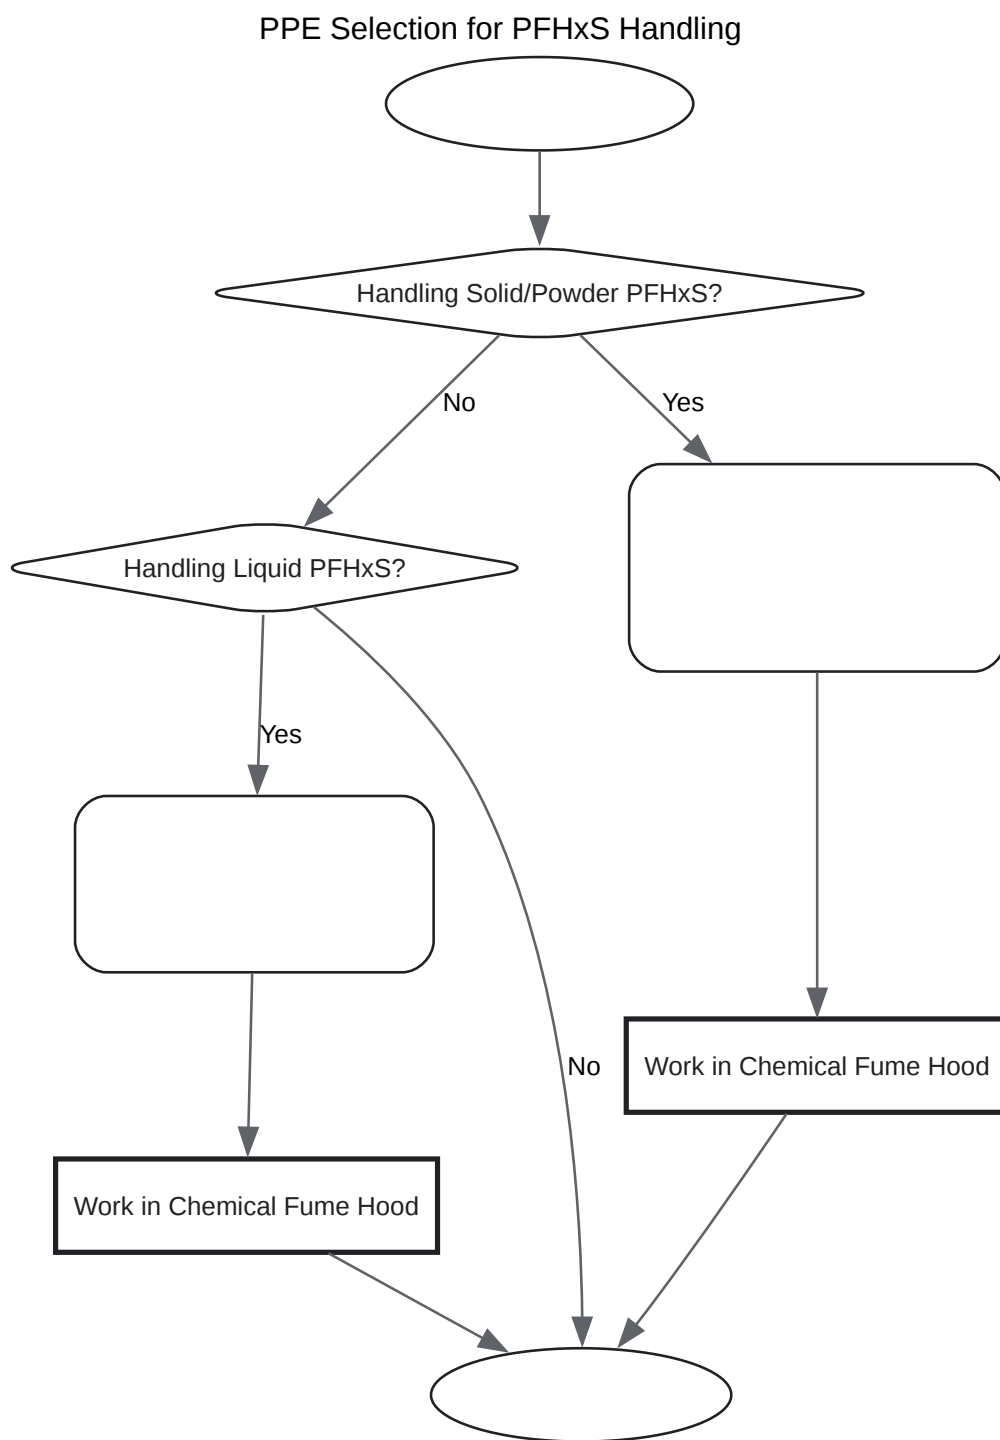 PPE Selection for PFHxS Handling
Handling Solid/Powder PFHxS?
No
Yes
Handling Liquid PFHxS?
Yes
No
Work in Chemical Fume Hood
Work in Chemical Fume Hood